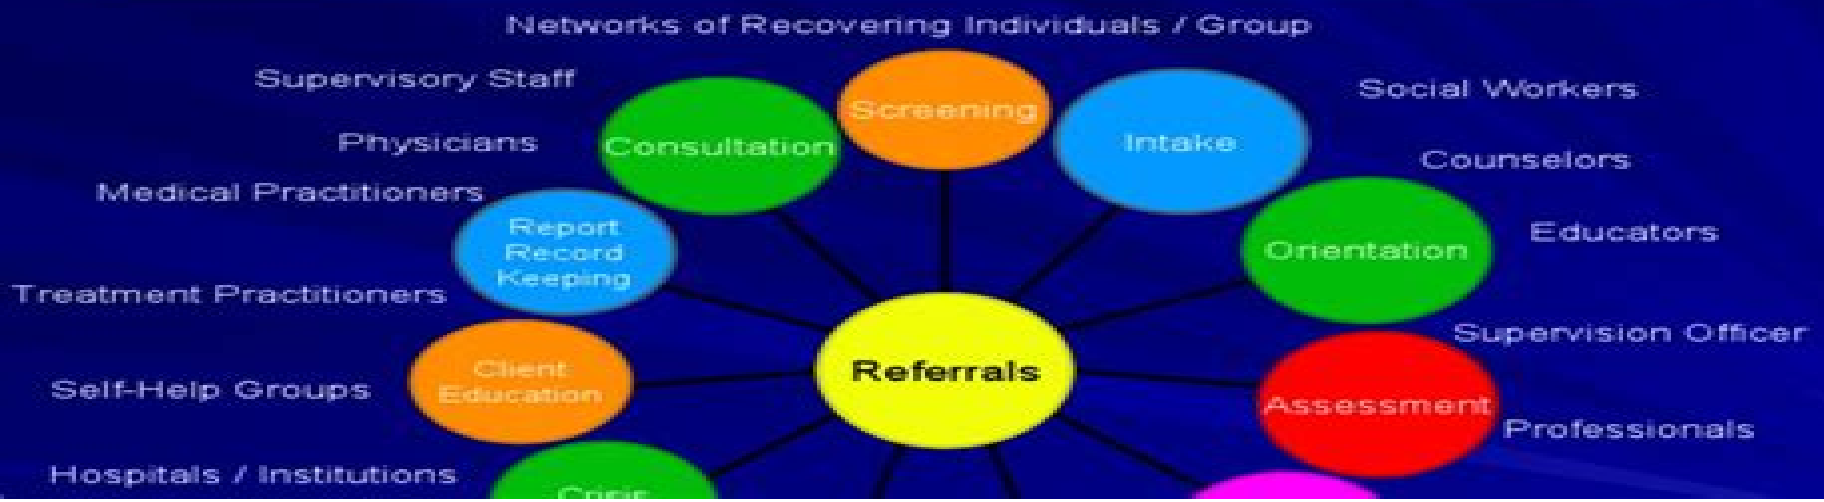 Networks of Recovering Individuals / Group
Supervisory Staff
Social Workers
Screening
Physicians
Consultation
Intake
Counselors
Medical Practitioners
Report
Record
Keeping
Orientation
Educators
Treatment Practitioners
Supervision Officer
Client
Education
Referrals
Self-Help Groups
Assessment
Professionals
Hospitals / Institutions
Crisis